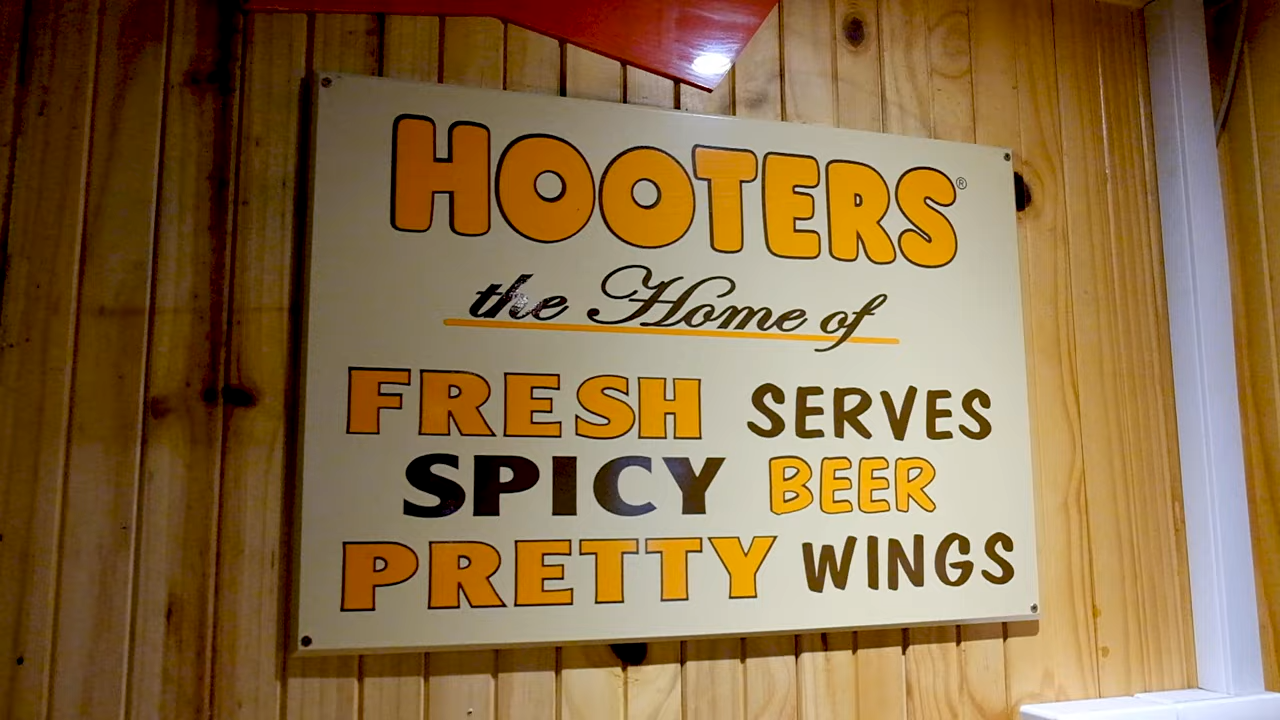 HOOTERS®
the Home of
FRESH SERVES
SPICY BEER
PRETTY WINGS